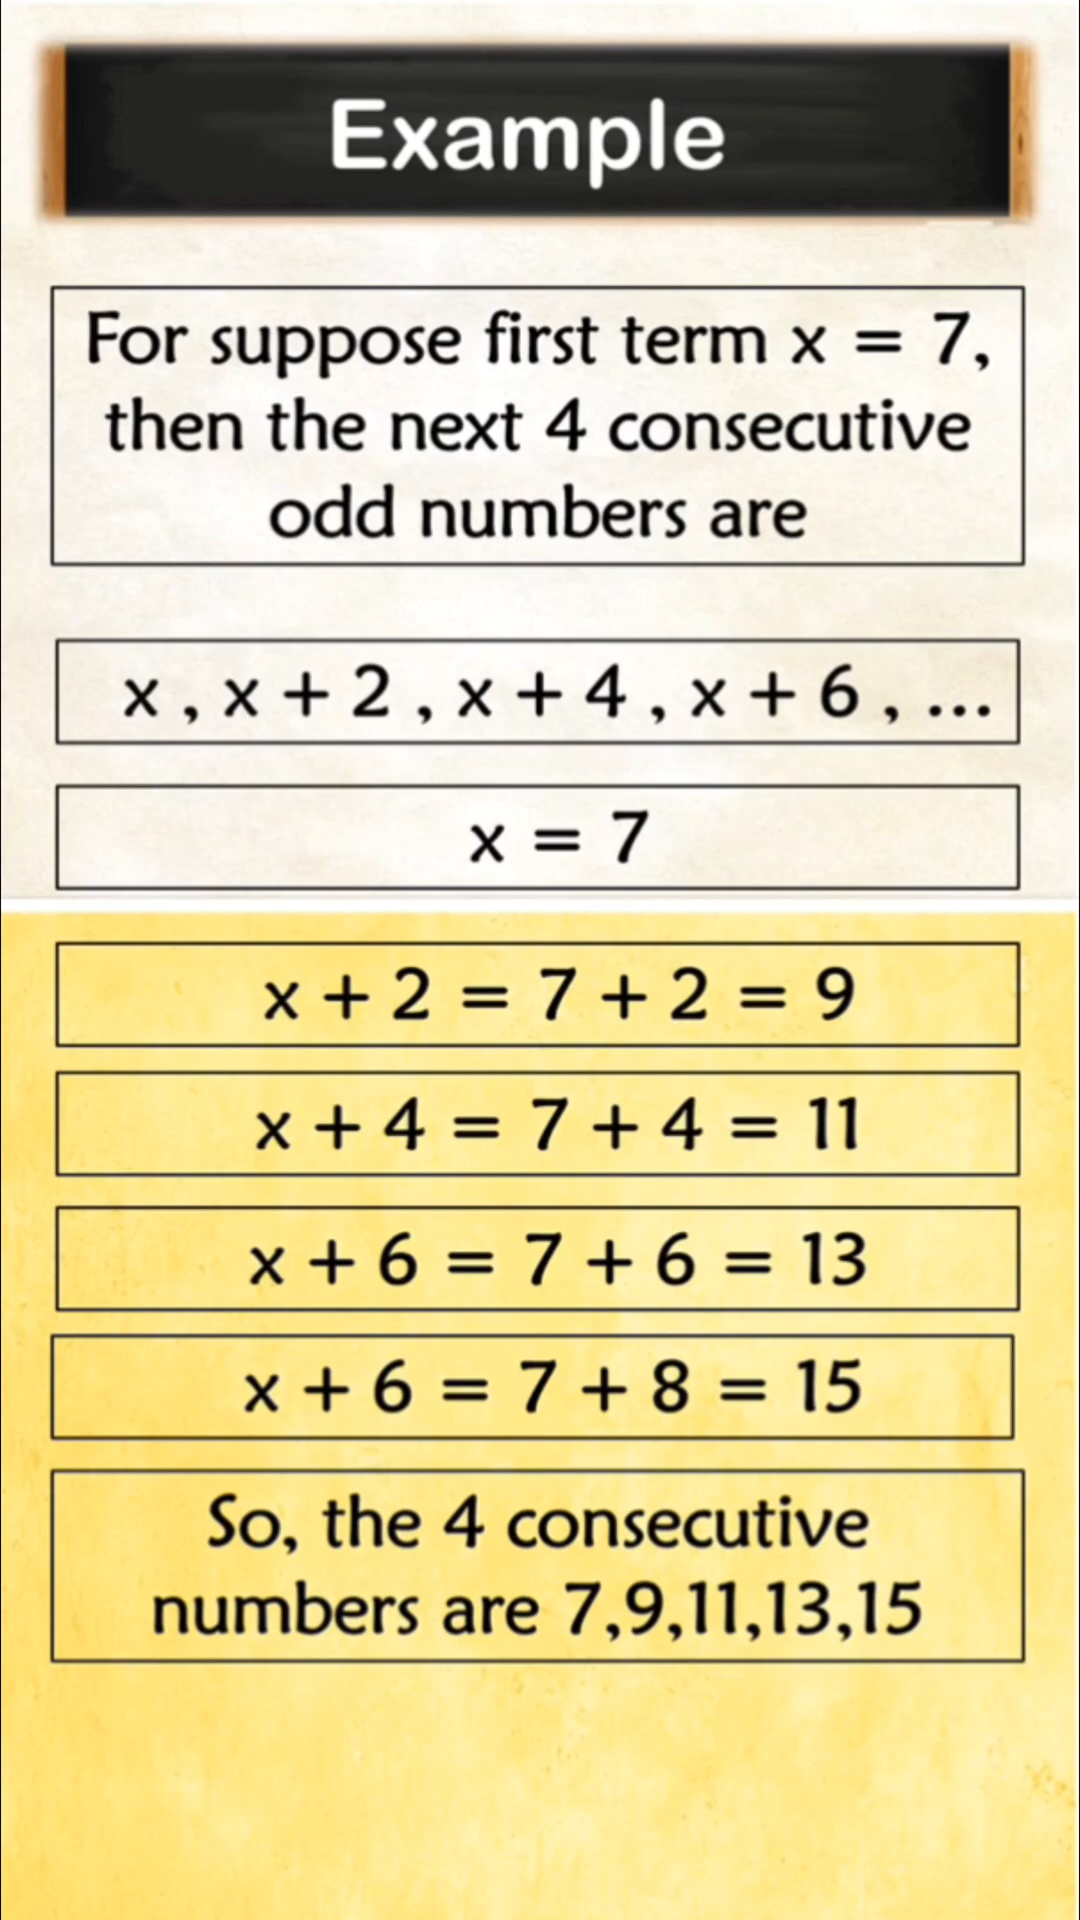 Example
For suppose first term x = 7,
then the next 4 consecutive
odd numbers are
x , x + 2 , x + 4 , x + 6 , ...
x = 7
x + 2 = 7 + 2 = 9
x + 4 = 7 + 4 = 11
x + 6 = 7 + 6 = 13
x + 6 = 7 + 8 = 15
So, the 4 consecutive
numbers are 7,9,11,13,15